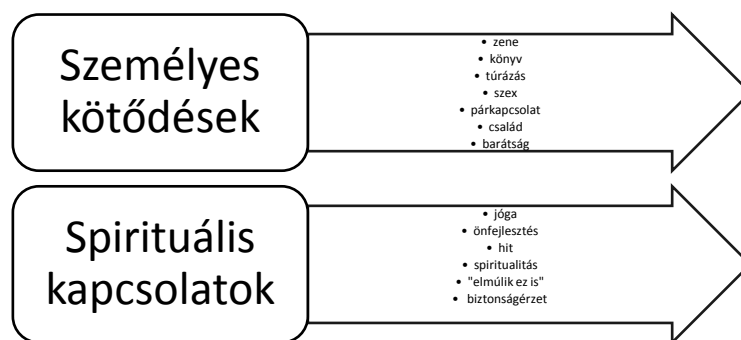 Személyes
kötődések
• zene
• könyv
• túrázás
• szex
• párkapcsolat
• család
• barátság
Spirituális
kapcsolatok
• jóga
• önfejlesztés
• hit
• spiritualitás
• "elmúlik ez is"
• biztonságérzet